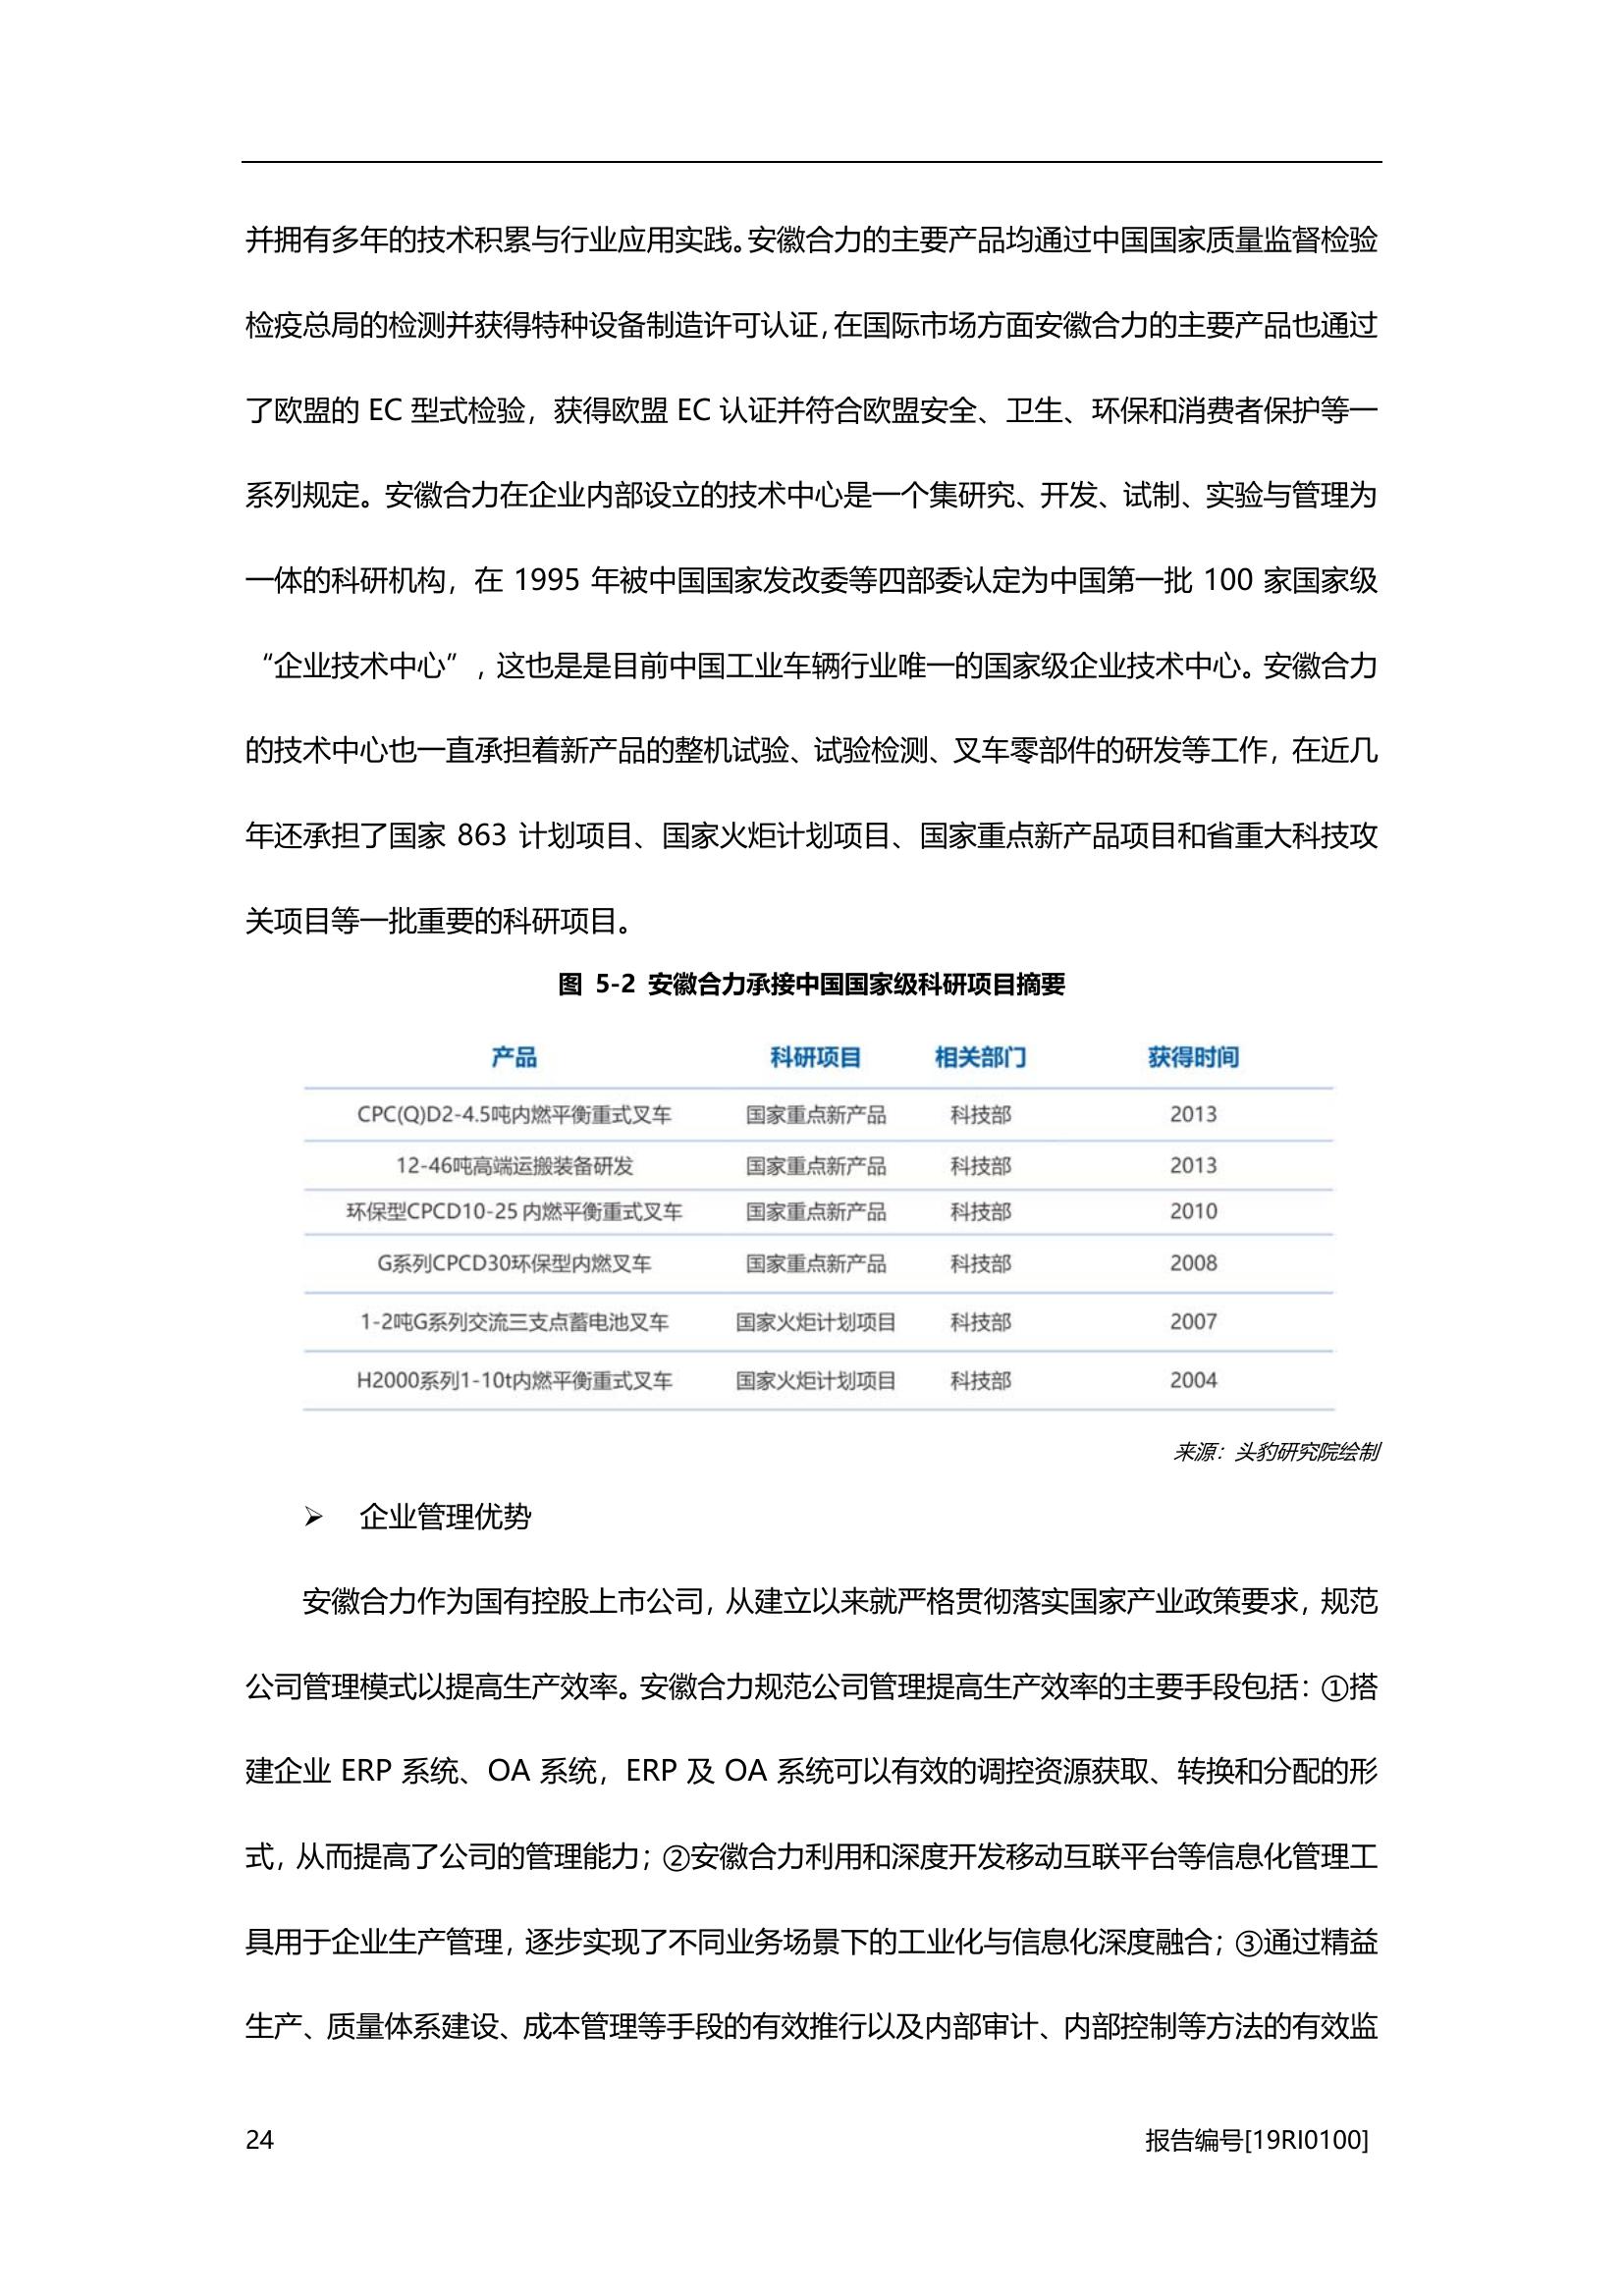 并拥有多年的技术积累与行业应用实践。安徽合力的主要产品均通过中国国家质量监督检验
检疫总局的检测并获得特种设备制造许可认证，在国际市场方面安徽合力的主要产品也通过
了欧盟的 EC 型式检验，获得欧盟 EC 认证并符合欧盟安全、卫生、环保和消费者保护等一
系列规定。安徽合力在企业内部设立的技术中心是一个集研究、开发、试制、实验与管理为
一体的科研机构，在 1995 年被中国国家发改委等四部委认定为中国第一批 100 家国家级
“企业技术中心”，这也是是目前中国工业车辆行业唯一的国家级企业技术中心。安徽合力
的技术中心也一直承担着新产品的整机试验、试验检测、叉车零部件的研发等工作，在近几
年还承担了国家 863 计划项目、国家火炬计划项目、国家重点新产品项目和省重大科技攻
关项目等一批重要的科研项目。
图 5-2 安徽合力承接中国国家级科研项目摘要
产品 科研项目 相关部门 获得时间
CPC(Q)D2-4.5吨内燃平衡重式叉车 国家重点新产品 科技部 2013
12-46吨高端运搬装备研发 国家重点新产品 科技部 2013
环保型CPCD10-25 内燃平衡重式叉车 国家重点新产品 科技部 2010
G系列CPCD30环保型内燃叉车 国家重点新产品 科技部 2008
1-2吨G系列交流三支点蓄电池叉车 国家火炬计划项目 科技部 2007
H2000系列1-10t内燃平衡重式叉车 国家火炬计划项目 科技部 2004
来源：头豹研究院绘制
➢ 企业管理优势
安徽合力作为国有控股上市公司，从建立以来就严格贯彻落实国家产业政策要求，规范
公司管理模式以提高生产效率。安徽合力规范公司管理提高生产效率的主要手段包括：①搭
建企业 ERP 系统、OA 系统，ERP 及 OA 系统可以有效的调控资源获取、转换和分配的形
式，从而提高了公司的管理能力；②安徽合力利用和深度开发移动互联平台等信息化管理工
具用于企业生产管理，逐步实现了不同业务场景下的工业化与信息化深度融合；③通过精益
生产、质量体系建设、成本管理等手段的有效推行以及内部审计、内部控制等方法的有效监
24 报告编号[19RI0100]